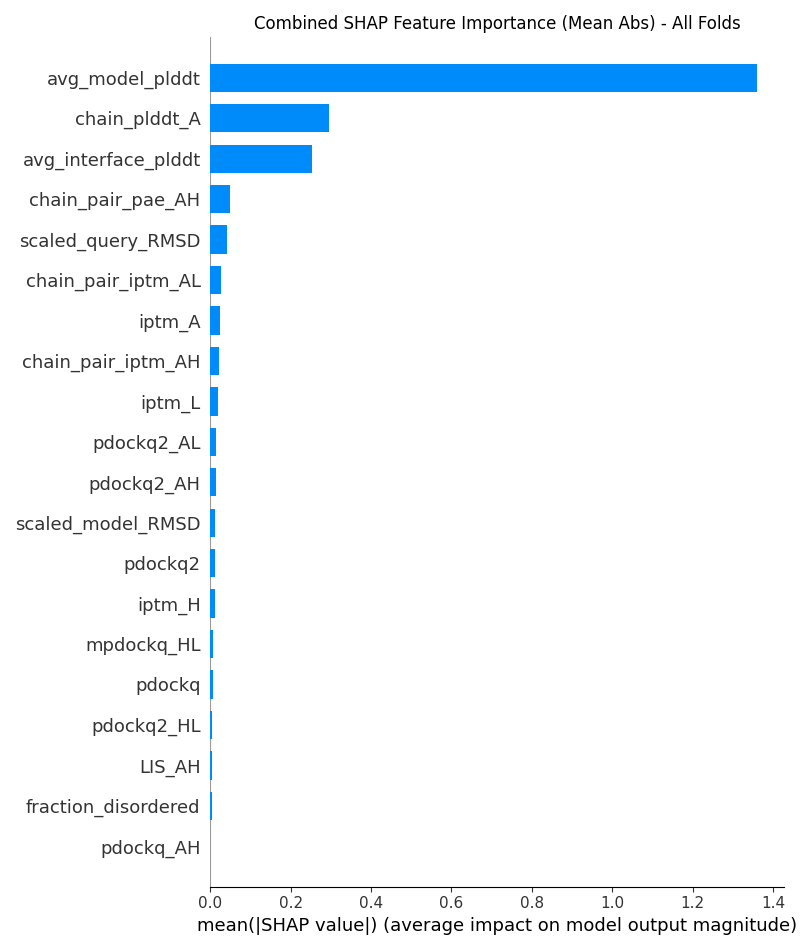 Combined SHAP Feature Importance (Mean Abs) - All Folds
avg_model_plddt
chain_plddt_A
avg_interface_plddt
chain_pair_pae_AH
scaled_query_RMSD
chain_pair_iptm_AL
iptm_A
chain_pair_iptm_AH
iptm_L
pdockq2_AL
pdockq2_AH
scaled_model_RMSD
pdockq2
iptm_H
mpdockq_HL
pdockq
pdockq2_HL
LIS_AH
fraction_disordered
pdockq_AH
0.0 0.2 0.4 0.6 0.8 1.0 1.2 1.4
mean(|SHAP value|) (average impact on model output magnitude)